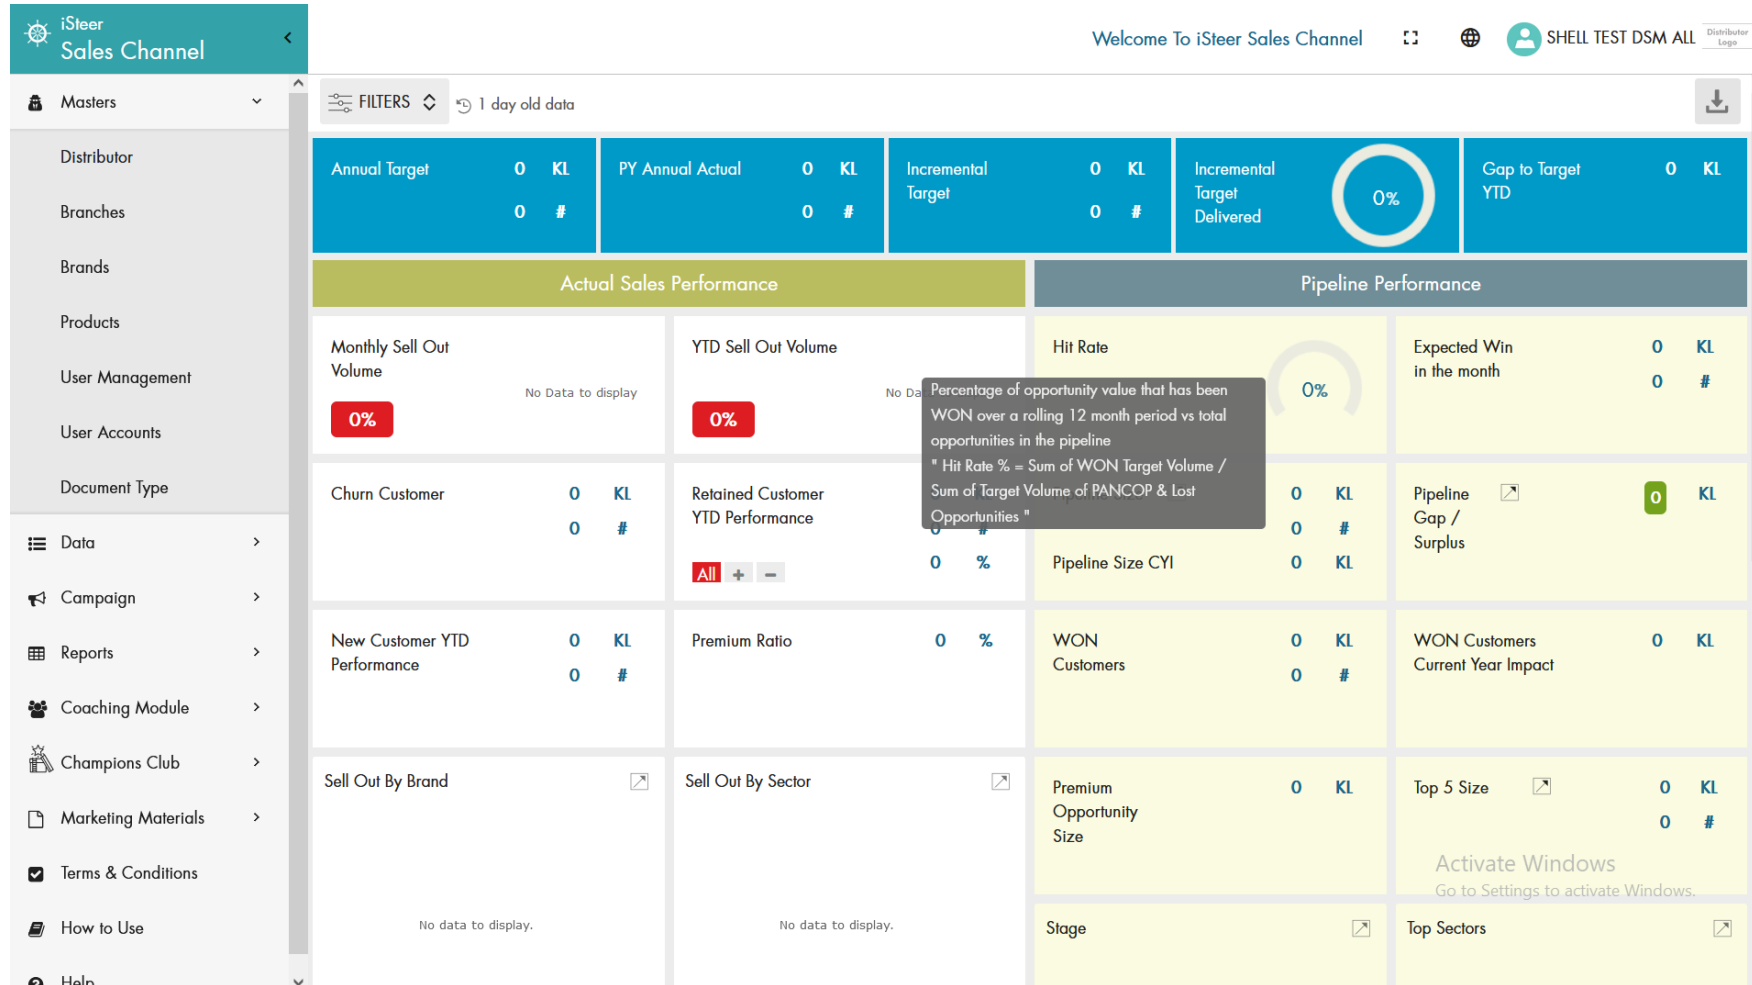 iSteer
Sales Channel
Welcome To iSteer Sales Channel
SHELL TEST DSM ALL
Distributor
Logo
Masters
Distributor
Branches
Brands
Products
User Management
User Accounts
Document Type
Data
Campaign
Reports
Coaching Module
Champions Club
Marketing Materials
Terms & Conditions
How to Use
Help
FILTERS
1 day old data
Annual Target 0 KL
0 #
PY Annual Actual 0 KL
0 #
Incremental 0 KL
Target
0 #
Incremental
Target
Delivered
0%
Gap to Target 0 KL
YTD
Actual Sales Performance
Pipeline Performance
Monthly Sell Out
Volume
No Data to display
0%
YTD Sell Out Volume
0%
Hit Rate
0%
Percentage of opportunity value that has been
WON over a rolling 12 month period vs total
opportunities in the pipeline
" Hit Rate % = Sum of WON Target Volume /
Sum of Target Volume of PANCOP & Lost
Opportunities "
Expected Win 0 KL
in the month 0 #
Churn Customer 0 KL
0 #
Retained Customer
YTD Performance
0 #
All + - 0 %
0 KL
0 #
Pipeline Size CYI 0 KL
Pipeline 0 KL
Gap /
Surplus
New Customer YTD 0 KL
Performance 0 #
Premium Ratio 0 %
WON 0 KL
Customers 0 #
WON Customers 0 KL
Current Year Impact
Sell Out By Brand
No data to display.
Sell Out By Sector
No data to display.
Premium 0 KL
Opportunity
Size
Top 5 Size 0 KL
0 #
Activate Windows
Go to Settings to activate Windows.
Stage
Top Sectors